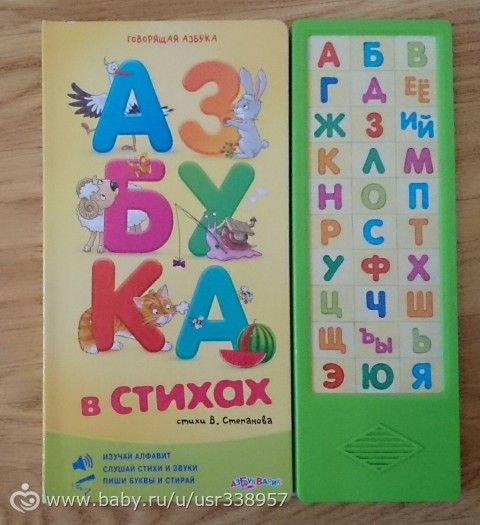 ГОВОРЯЩАЯ АЗБУКА
АЗ
БУ
КА
В СТИХАХ
стихи В. Степанова
ИЗУЧАЙ АЛФАВИТ
СЛУШАЙ СТИХИ И ЗВУКИ
ПИШИ БУКВЫ И СТИРАЙ
АЗБУКВАРИК
А Б В
Г Д ЕЁ
Ж З ИЙ
К Л М
Н О П
Р С Т
У Ф Х
Ц Ч Ш
Щ ЪЫ Ь
Э Ю Я
www.baby.ru/u/usr338957